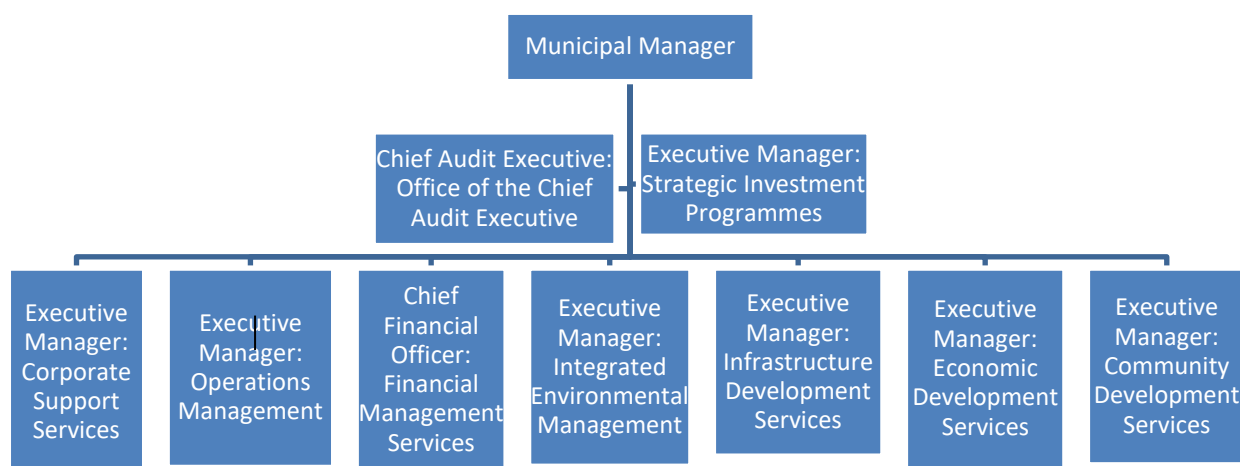 Municipal Manager
Chief Audit Executive:
Office of the Chief
Audit Executive
Executive Manager:
Strategic Investment
Programmes
Executive
Manager:
Corporate
Support
Services
Executive
Manager:
Operations
Management
Chief
Financial
Officer:
Financial
Management
Services
Executive
Manager:
Integrated
Environmental
Management
Executive
Manager:
Infrastructure
Development
Services
Executive
Manager:
Economic
Development
Services
Executive
Manager:
Community
Development
Services